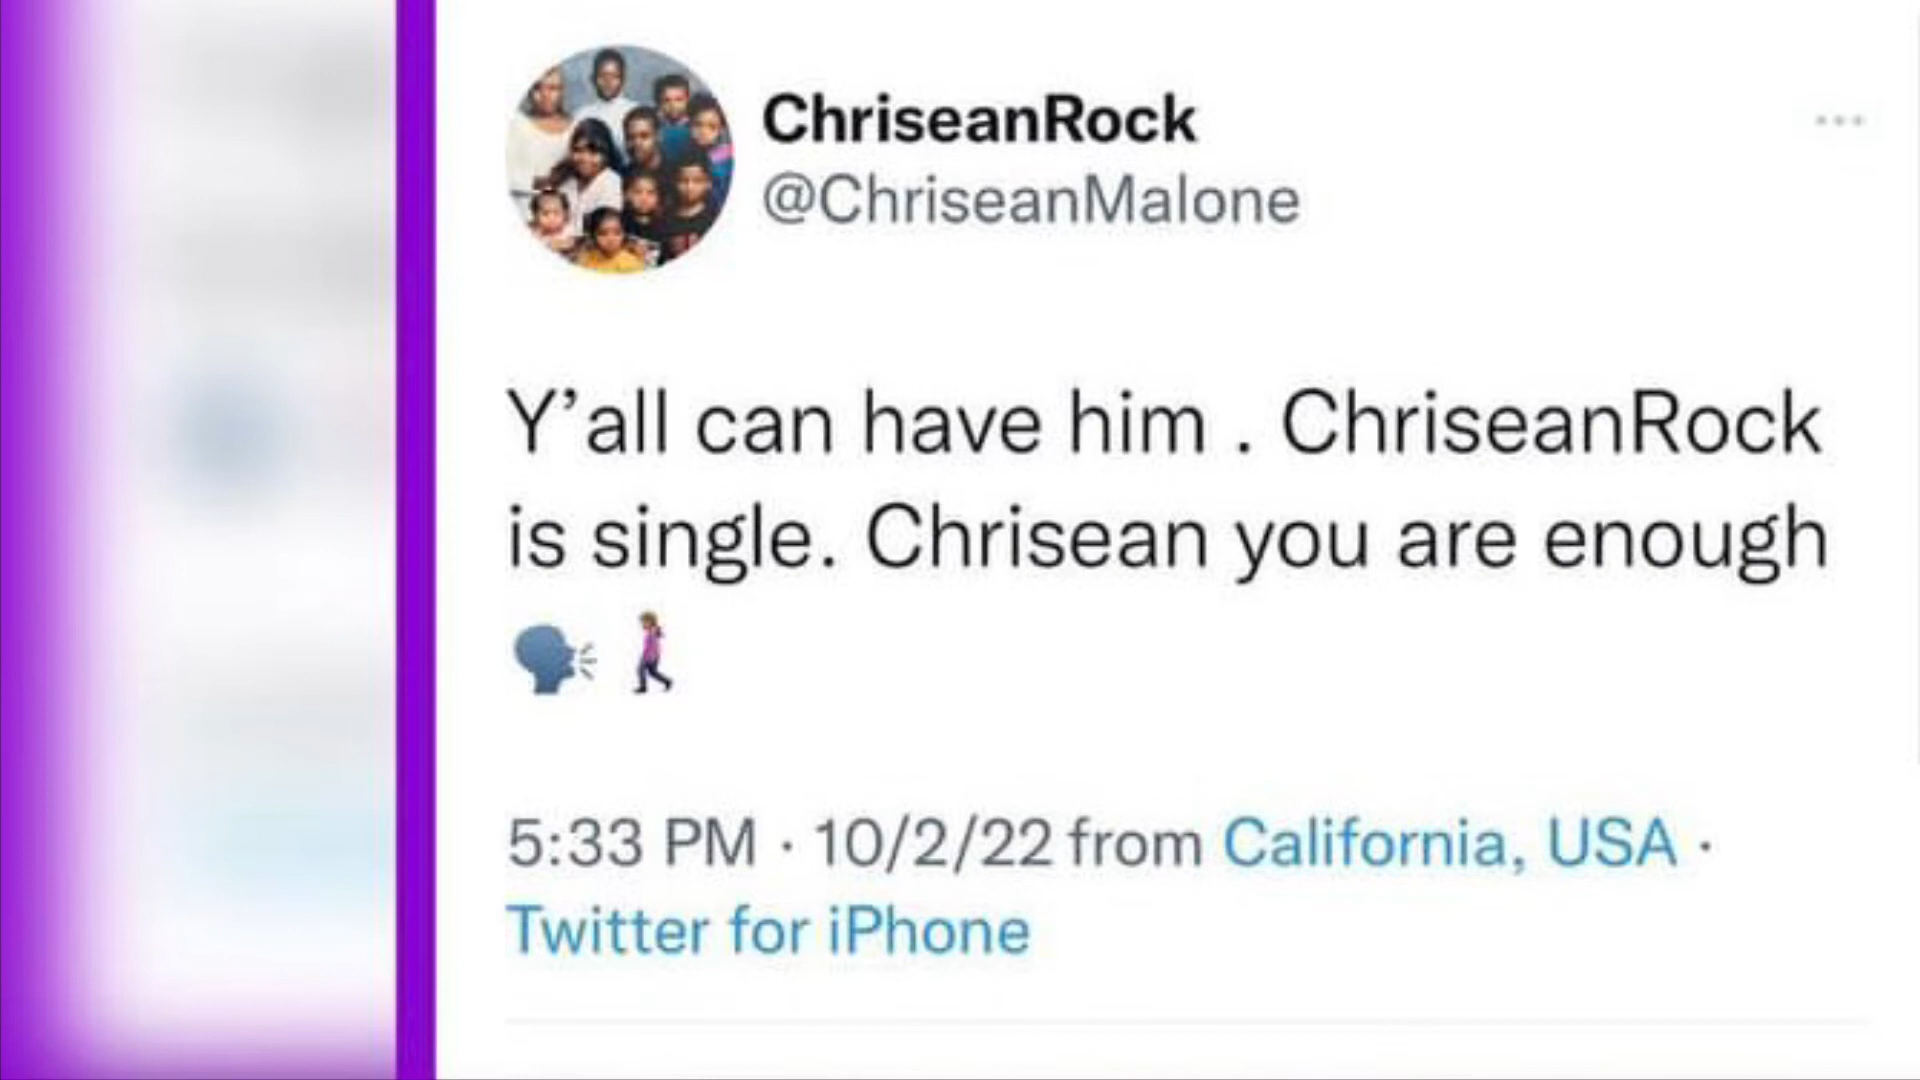 ChriseanRock
@ChriseanMalone
Y’all can have him . ChriseanRock
is single. Chrisean you are enough
🗣️ 🚶🏽‍♀️
5:33 PM · 10/2/22 from California, USA ·
Twitter for iPhone